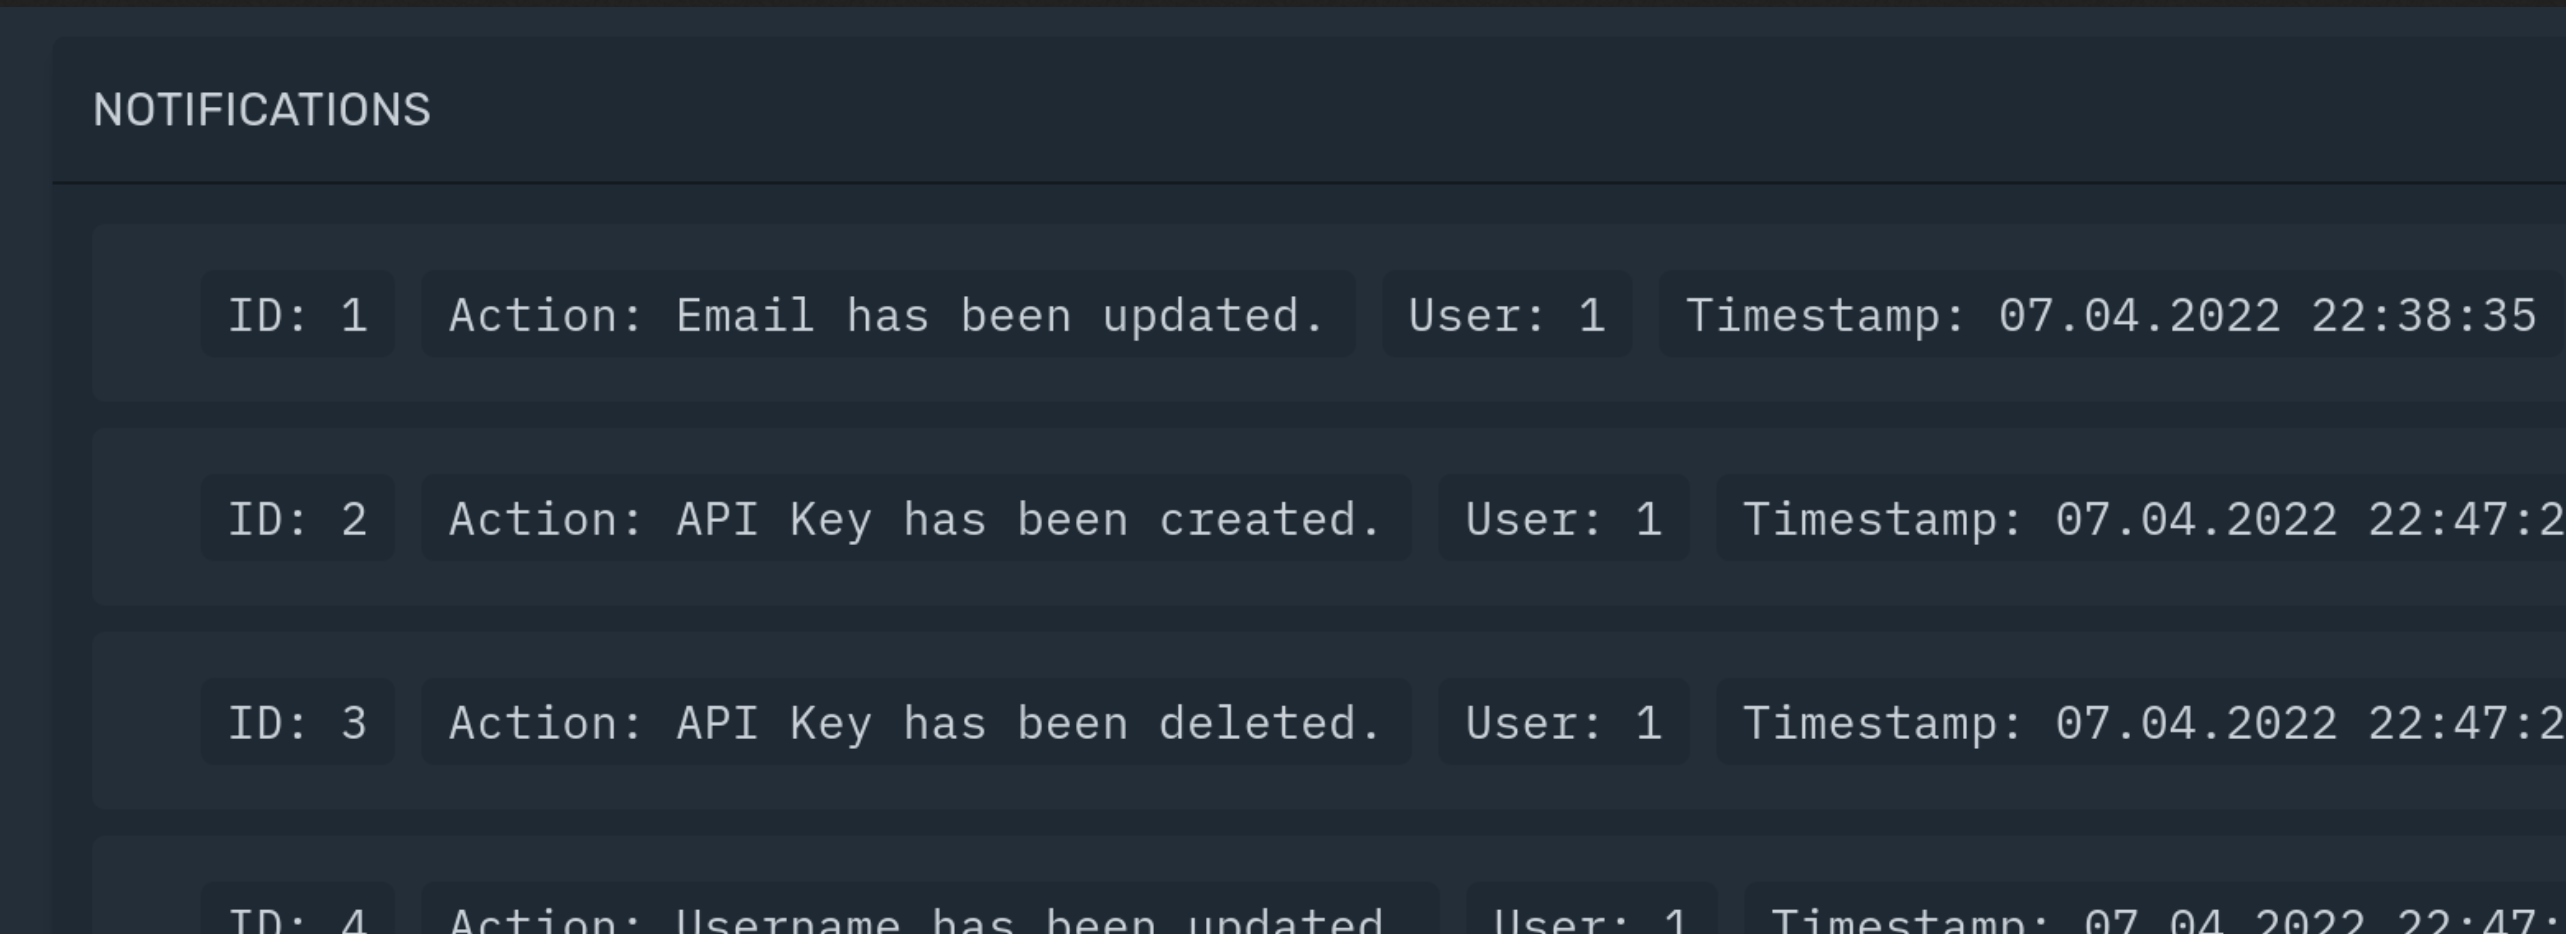 NOTIFICATIONS
ID: 1 Action: Email has been updated. User: 1 Timestamp: 07.04.2022 22:38:35
ID: 2 Action: API Key has been created. User: 1 Timestamp: 07.04.2022 22:47:2
ID: 3 Action: API Key has been deleted. User: 1 Timestamp: 07.04.2022 22:47:2
ID: 4 Action: Username has been updated. User: 1 Timestamp: 07.04.2022 22:47: